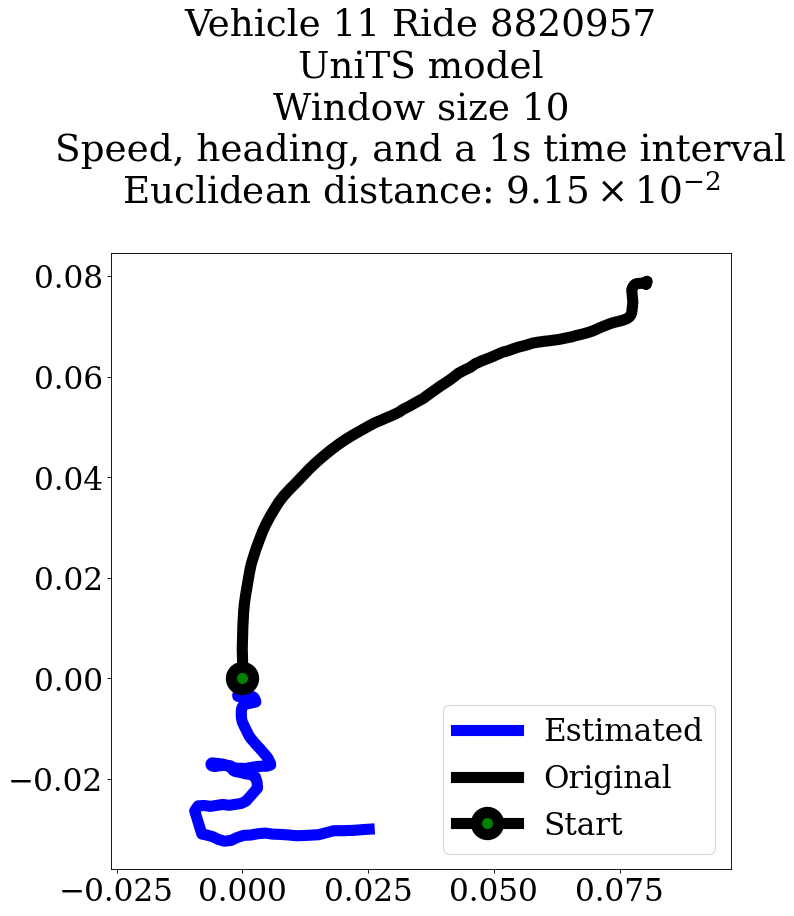 Vehicle 11 Ride 8820957
UniTS model
Window size 10
Speed, heading, and a 1s time interval
Euclidean distance: 9.15 × 10⁻²
0.08
0.06
0.04
0.02
0.00
−0.02
Estimated
Original
Start
−0.025 0.000 0.025 0.050 0.075